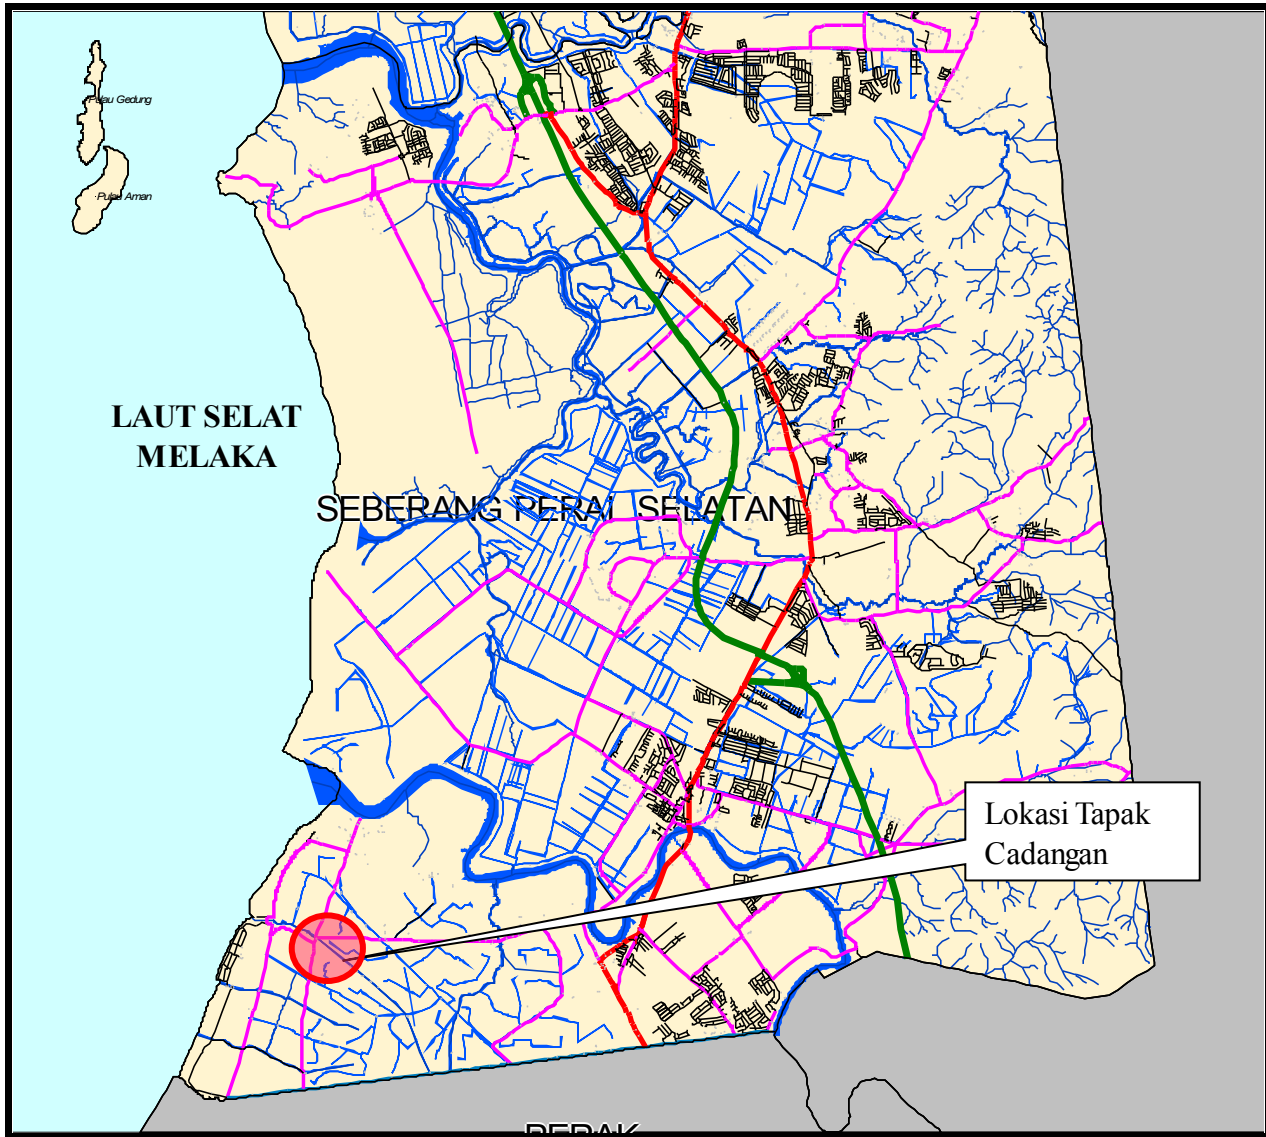 Pulau Gedung
Pulau Aman
LAUT SELAT
MELAKA
SEBERANG PERAI SELATAN
Lokasi Tapak
Cadangan
PERAK